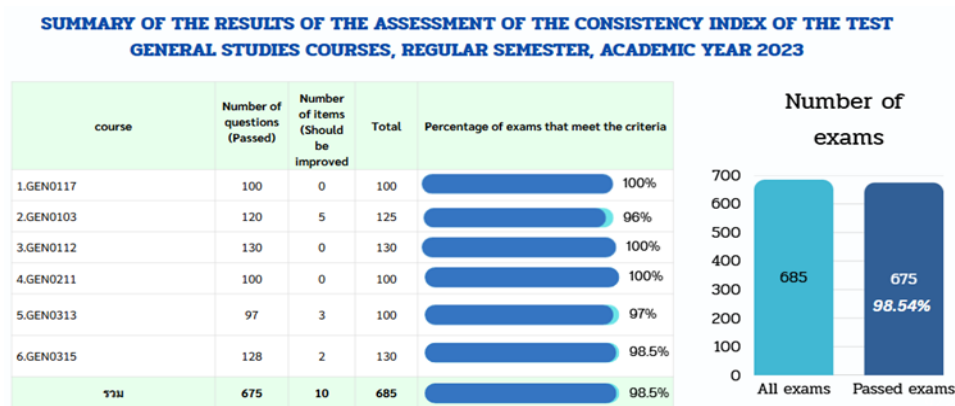 SUMMARY OF THE RESULTS OF THE ASSESSMENT OF THE CONSISTENCY INDEX OF THE TEST
GENERAL STUDIES COURSES, REGULAR SEMESTER, ACADEMIC YEAR 2023
course
Number of
questions
(Passed)
Number
of items
(Should
be
improved
Total
Percentage of exams that meet the criteria
1.GEN0117 100 0 100 100%
2.GEN0103 120 5 125 96%
3.GEN0112 130 0 130 100%
4.GEN0211 100 0 100 100%
5.GEN0313 97 3 100 97%
6.GEN0315 128 2 130 98.5%
รวม 675 10 685 98.5%
Number of
exams
700
600
500
400
300
200
100
0
685
675
98.54%
All exams Passed exams